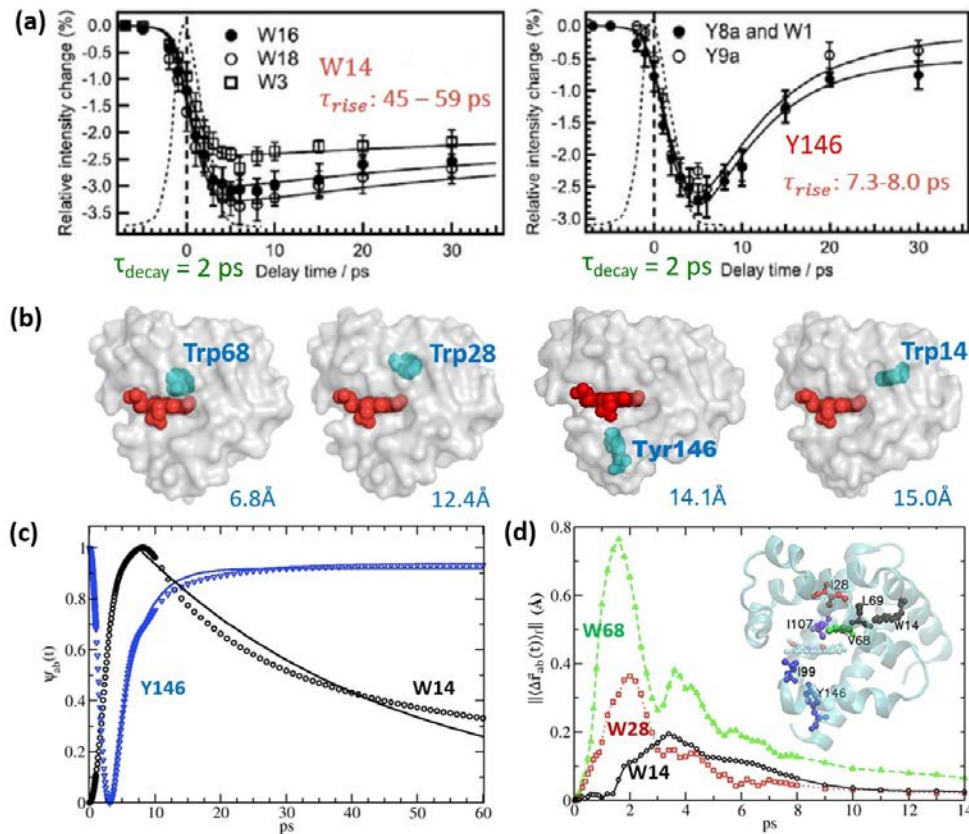 (a)
Relative intensity change (%)
0.0
-0.5
-1.0
-1.5
-2.0
-2.5
-3.0
-3.5
W16
W18
W3
W14
τrise: 45 – 59 ps
0
10
20
30
τdecay = 2 ps
Delay time / ps
Relative intensity change (%)
0.0
-0.5
-1.0
-1.5
-2.0
-2.5
-3.0
Y8a and W1
Y9a
Y146
τrise: 7.3-8.0 ps
0
10
20
30
τdecay = 2 ps
Delay time / ps
(b)
Trp68
6.8Å
Trp28
12.4Å
Tyr146
14.1Å
Trp14
15.0Å
(c)
ψab(t)
1
0.8
0.6
0.4
0.2
0
Y146
W14
0
10
20
30
40
50
60
ps
(d)
||⟨Δr⃗ab(t)⟩f|| (Å)
0.8
0.6
0.4
0.2
0
W68
W28
W14
I28
L69
W14
I107
V68
I99
Y146
0
2
4
6
8
10
12
14
ps